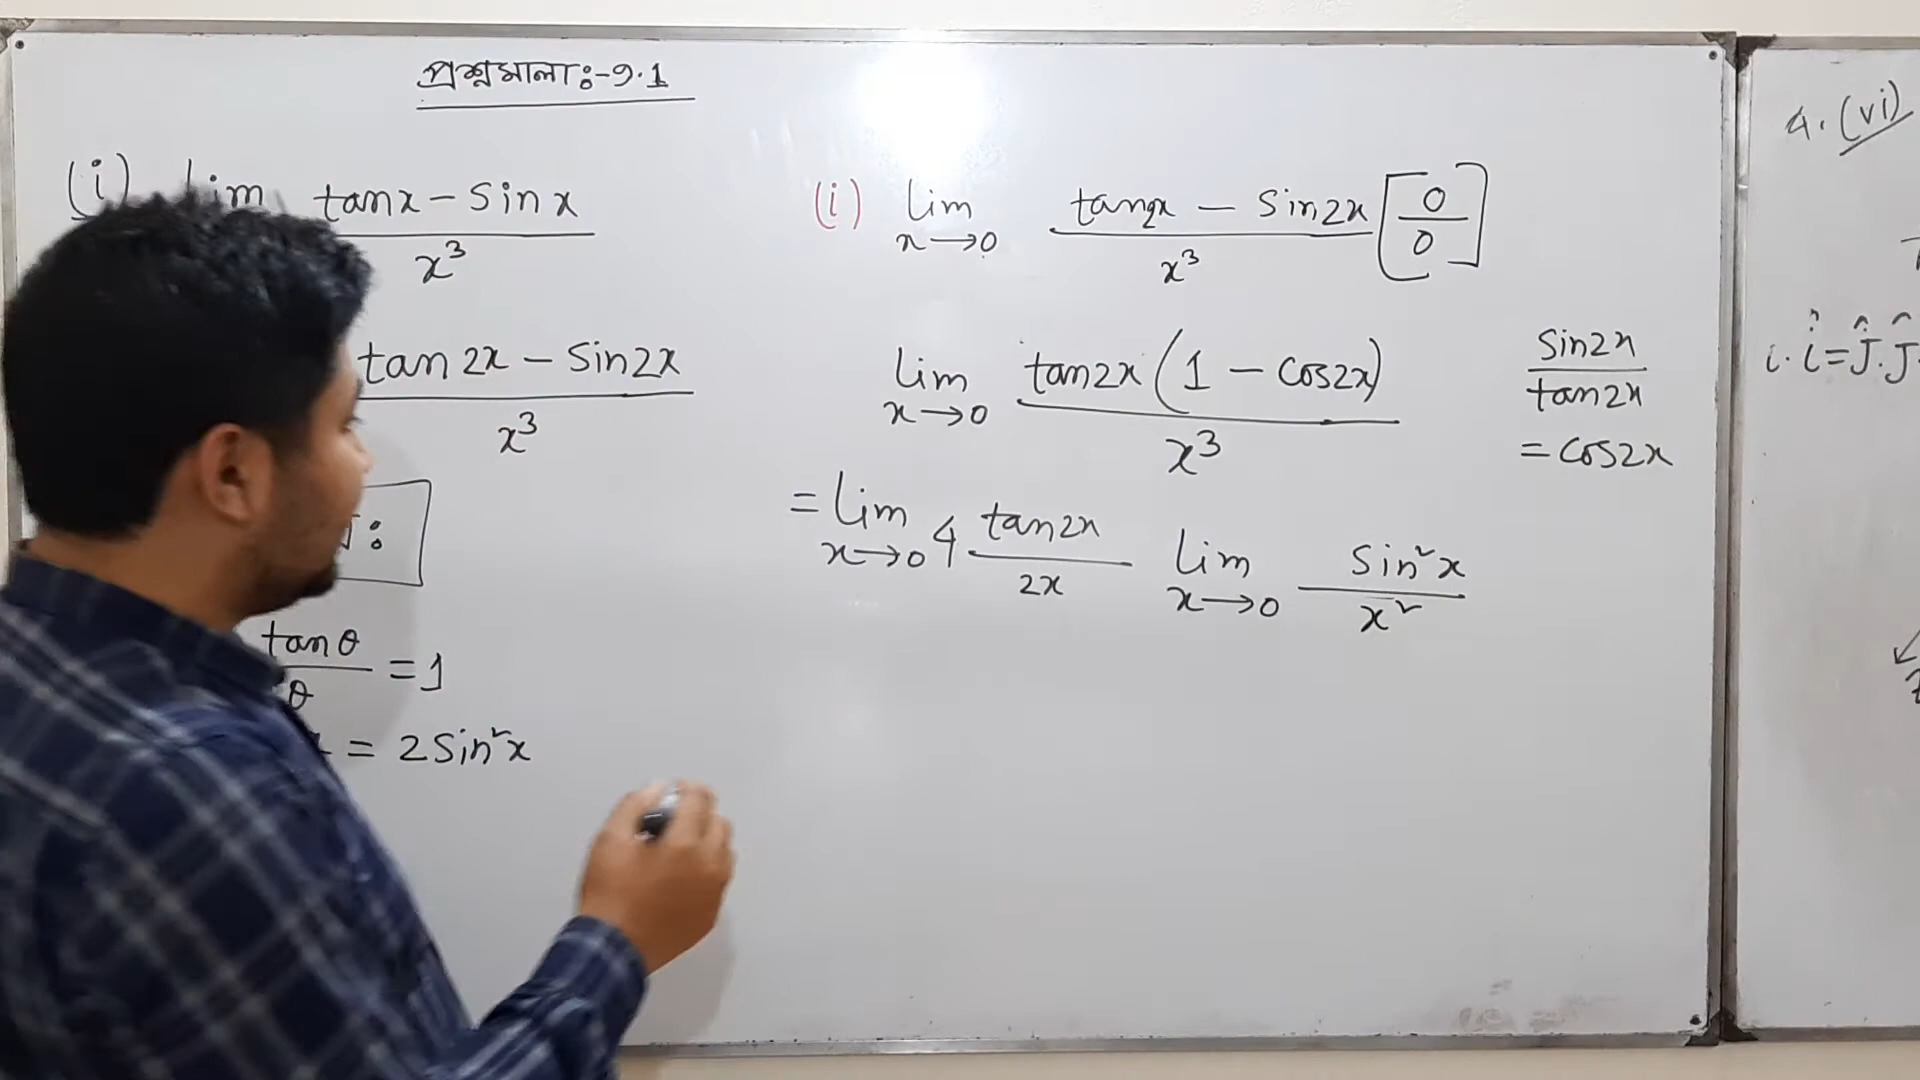 প্রশ্নমালাঃ-৯.1
(i) lim tanx - Sin x
x³
tan 2x - Sin2x
x³
:
tanθ
θ
= 1
= 2Sin²x
(i) lim x→0 tan2x - Sin2x / x³ [0/0]
lim x→0 tan2x (1 - Cos2x) / x³
Sin2x / tan2x
= Cos2x
= lim x→0 4 tan2x / 2x lim x→0 Sin²x / x²
4. (vi)
i. î = Ĵ. Ĵ